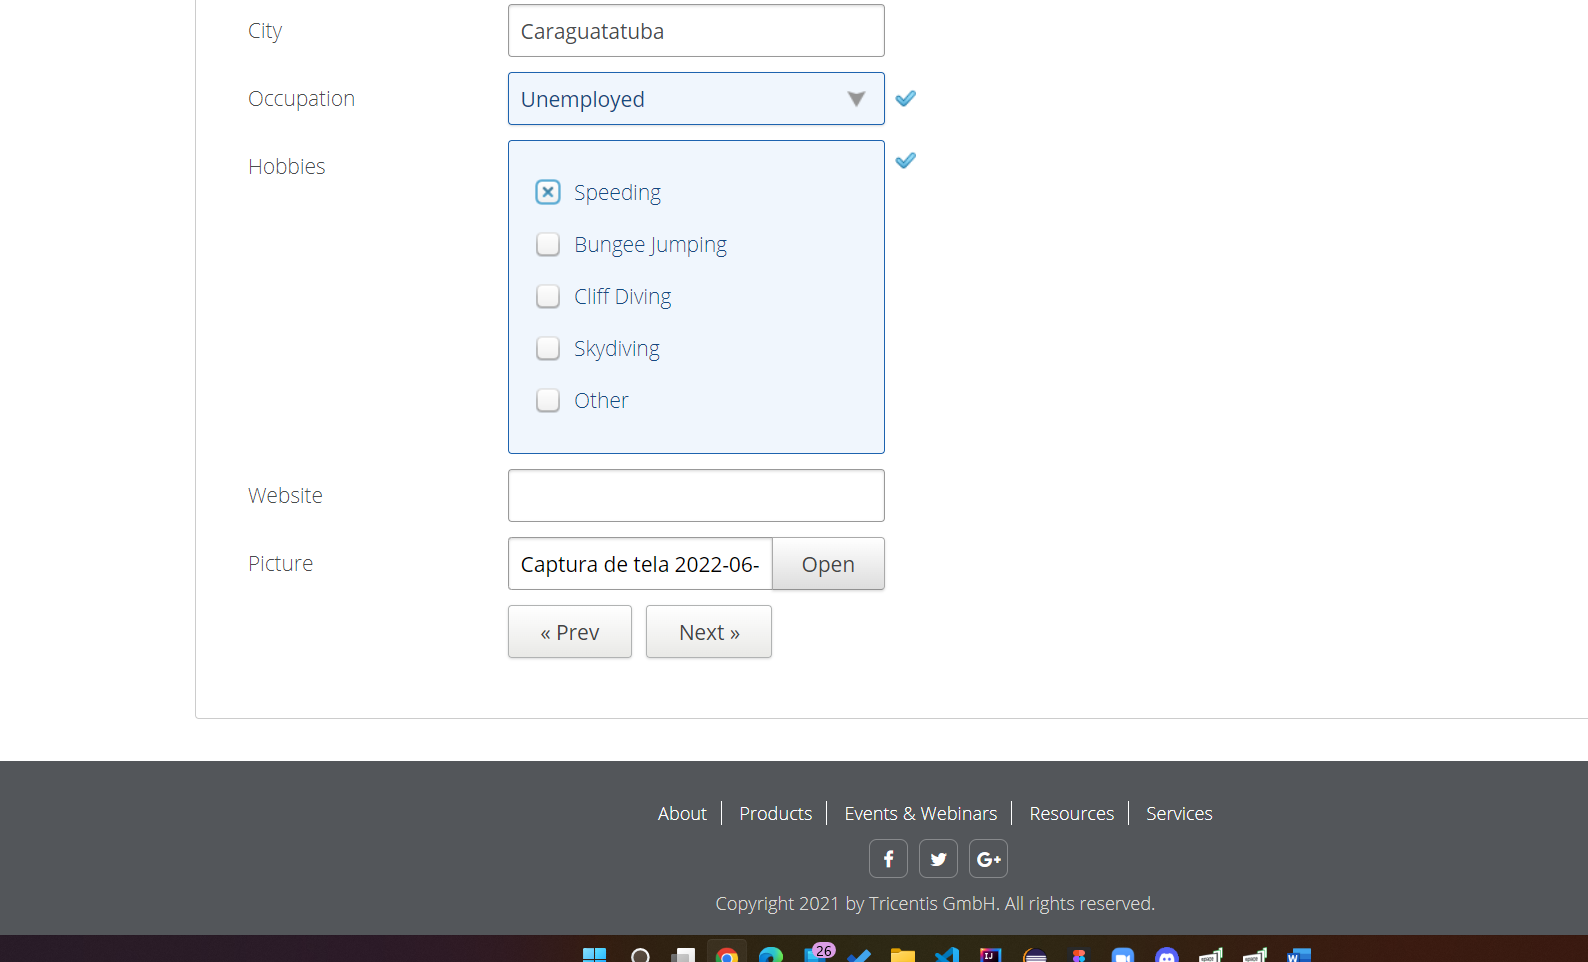 City
Caraguatatuba
Occupation
Unemployed
Hobbies
Speeding
Bungee Jumping
Cliff Diving
Skydiving
Other
Website
Picture
Captura de tela 2022-06-
Open
« Prev
Next »
About
Products
Events & Webinars
Resources
Services
f
G+
Copyright 2021 by Tricentis GmbH. All rights reserved.
26
IJ
W